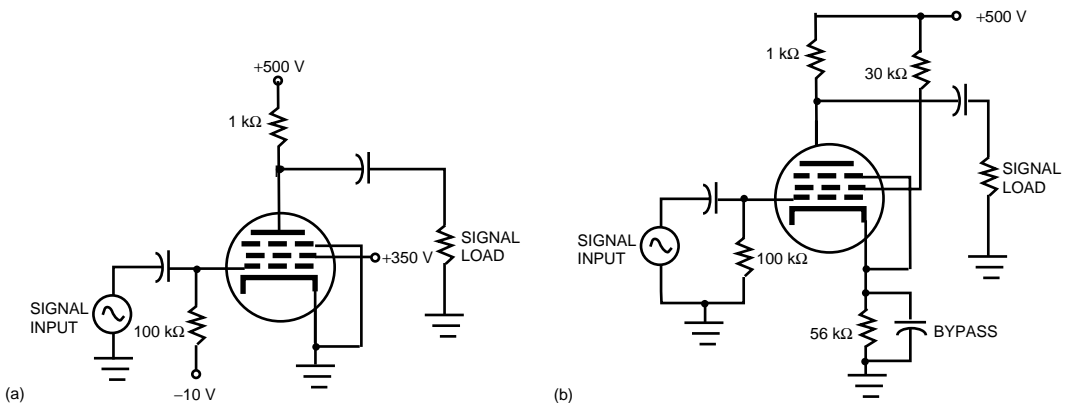 +500 V
1 kΩ
SIGNAL
LOAD
+350 V
SIGNAL
INPUT
100 kΩ
–10 V
(a)
+500 V
1 kΩ
30 kΩ
SIGNAL
LOAD
SIGNAL
INPUT
100 kΩ
56 kΩ
BYPASS
(b)